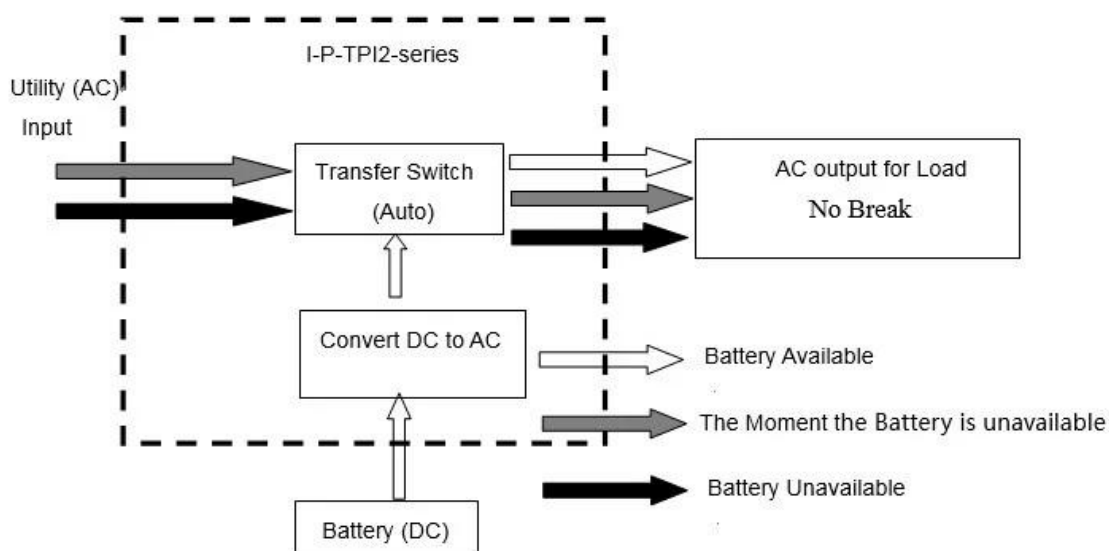 I-P-TPI2-series
Utility (AC)
Input
Transfer Switch
(Auto)
AC output for Load
No Break
Convert DC to AC
Battery Available
The Moment the Battery is unavailable
Battery Unavailable
Battery (DC)